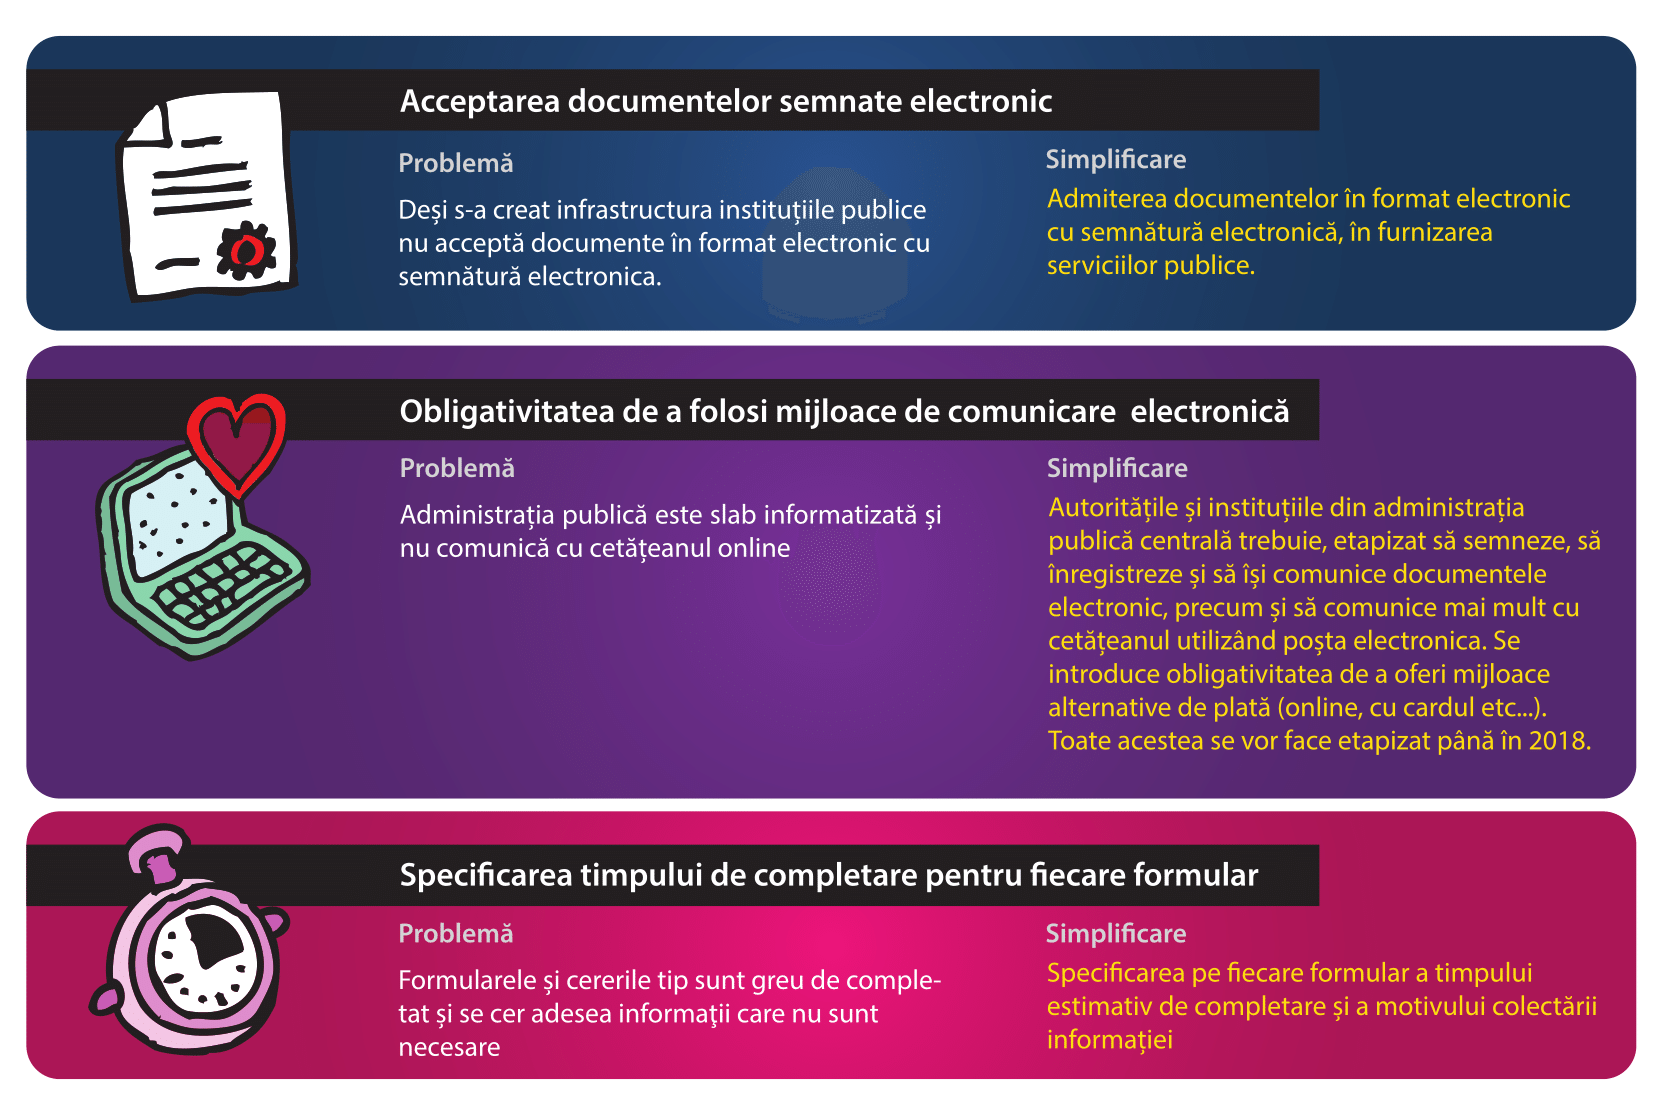 Acceptarea documentelor semnate electronic
Problemă
Deși s-a creat infrastructura instituțiile publice
nu acceptă documente în format electronic cu
semnătură electronica.
Simplificare
Admiterea documentelor în format electronic
cu semnătură electronică, în furnizarea
serviciilor publice.
Obligativitatea de a folosi mijloace de comunicare  electronică
Problemă
Administrația publică este slab informatizată și
nu comunică cu cetățeanul online
Simplificare
Autoritățile și instituțiile din administrația
publică centrală trebuie, etapizat să semneze, să
înregistreze și să își comunice documentele
electronic, precum și să comunice mai mult cu
cetățeanul utilizând poșta electronica. Se
introduce obligativitatea de a oferi mijloace
alternative de plată (online, cu cardul etc...).
Toate acestea se vor face etapizat până în 2018.
Specificarea timpului de completare pentru fiecare formular
Problemă
Formularele și cererile tip sunt greu de comple-
tat și se cer adesea informaţii care nu sunt
necesare
Simplificare
Specificarea pe fiecare formular a timpului
estimativ de completare și a motivului colectării
informației